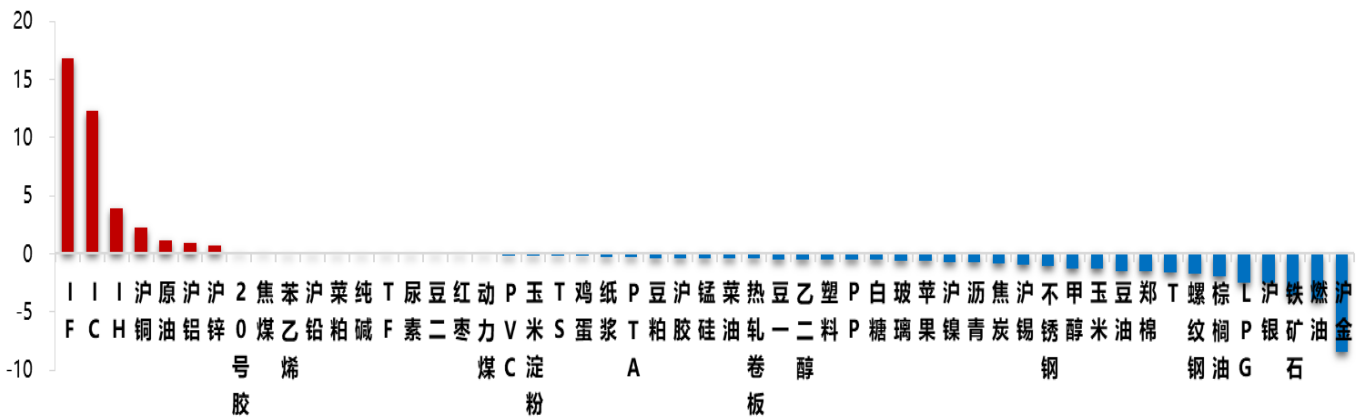 20
15
10
5
0
-5
-10
IF
IC
IH
沪铜
原油
沪铝
沪锌
20号胶
焦煤
苯乙烯
沪铅
菜粕
纯碱
TF
尿素
豆二
红枣
动力煤
PVC
玉米淀粉
TS
鸡蛋
纸浆
PTA
豆粕
沪胶
锰硅
菜油
热轧卷板
豆一
乙二醇
塑料
PP
白糖
玻璃
苹果
沪镍
沥青
焦炭
沪锡
不锈钢
甲醇
玉米
豆油
郑棉
T
螺纹钢
棕榈油
LPG
沪银
铁矿石
燃油
沪金